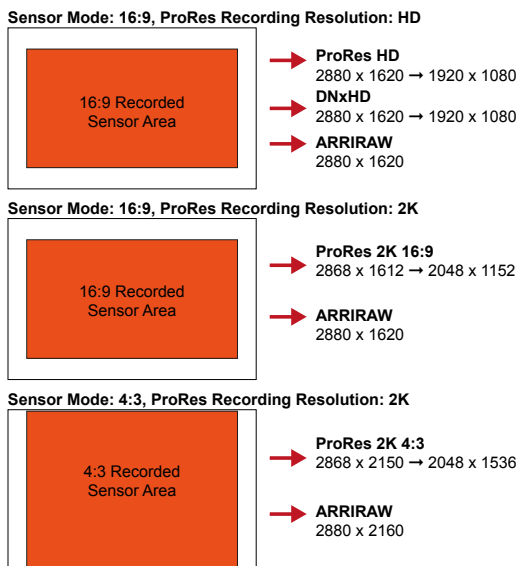 Sensor Mode: 16:9, ProRes Recording Resolution: HD
16:9 Recorded
Sensor Area
ProRes HD
2880 x 1620 → 1920 x 1080
DNxHD
2880 x 1620 → 1920 x 1080
ARRIRAW
2880 x 1620
Sensor Mode: 16:9, ProRes Recording Resolution: 2K
16:9 Recorded
Sensor Area
ProRes 2K 16:9
2868 x 1612 → 2048 x 1152
ARRIRAW
2880 x 1620
Sensor Mode: 4:3, ProRes Recording Resolution: 2K
4:3 Recorded
Sensor Area
ProRes 2K 4:3
2868 x 2150 → 2048 x 1536
ARRIRAW
2880 x 2160